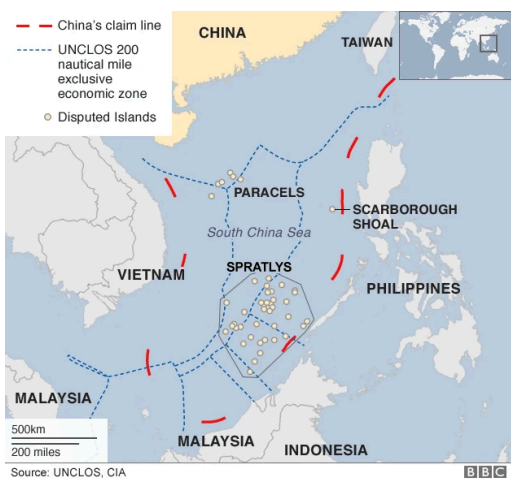 China's claim line
UNCLOS 200
nautical mile
exclusive
economic zone
Disputed Islands
CHINA
TAIWAN
PARACELS
SCARBOROUGH
SHOAL
South China Sea
SPRATLYS
VIETNAM
PHILIPPINES
MALAYSIA
500km
200 miles
MALAYSIA
INDONESIA
Source: UNCLOS, CIA
BBC